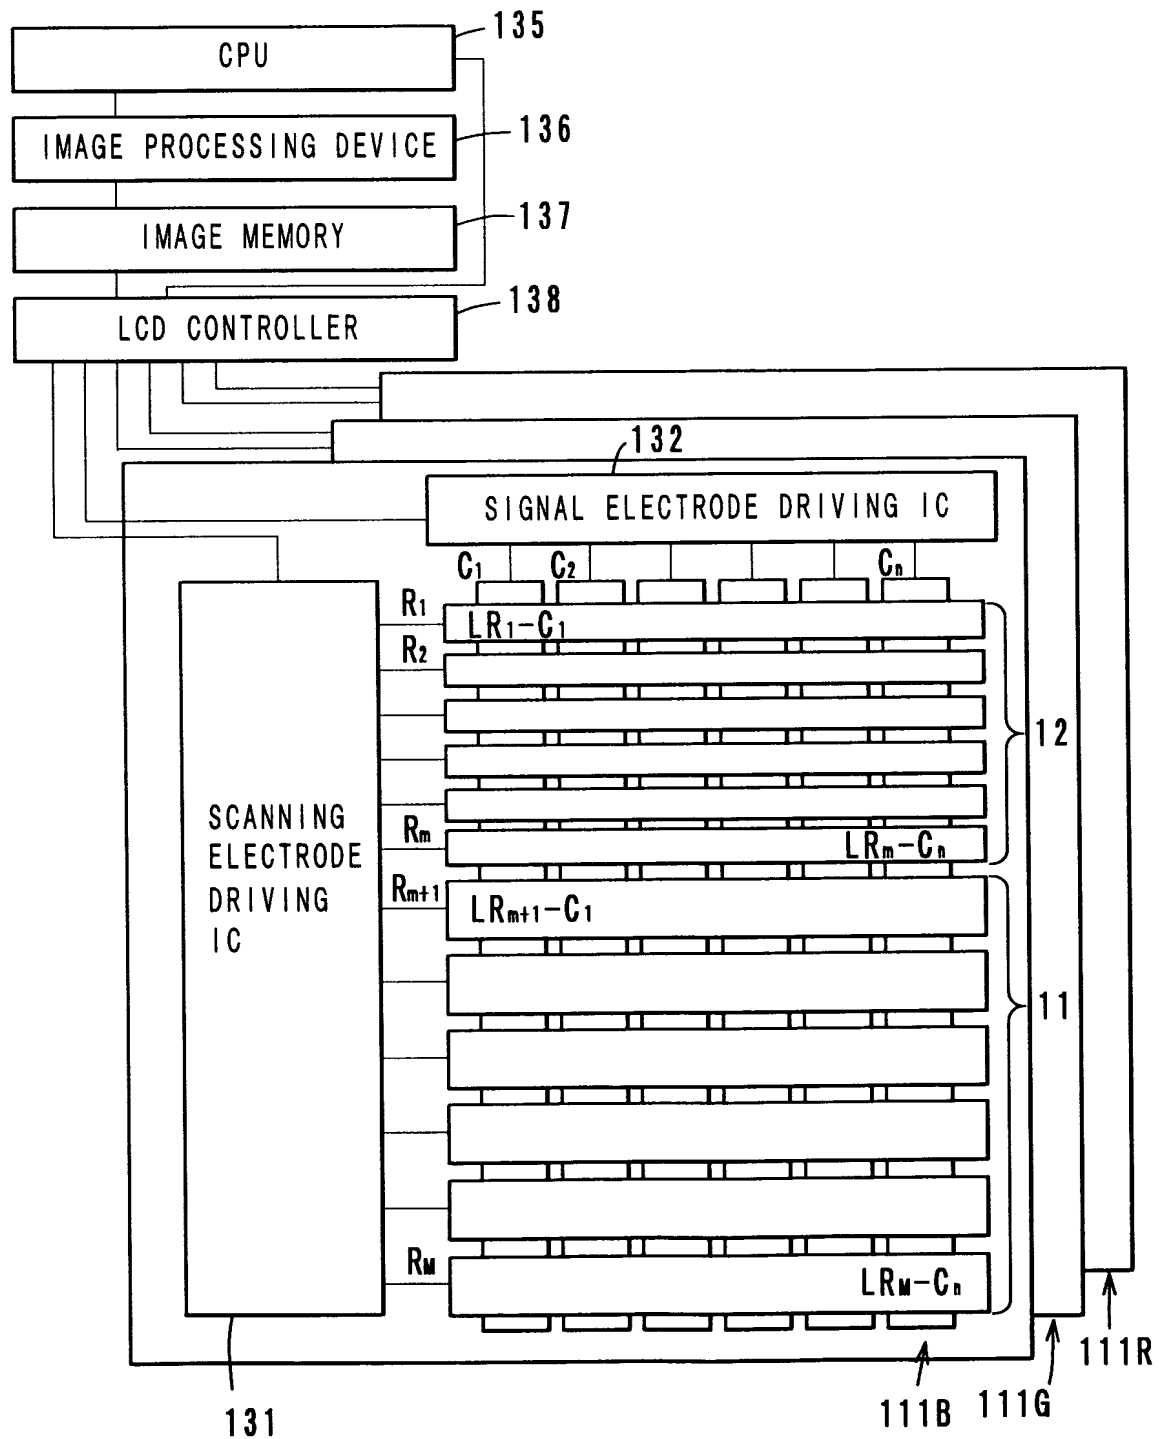 135
CPU
136
IMAGE PROCESSING DEVICE
137
IMAGE MEMORY
138
LCD CONTROLLER
132
SIGNAL ELECTRODE DRIVING IC
C1 C2 Cn
R1
LR1-C1
R2
12
SCANNING
ELECTRODE
DRIVING
IC
Rm
LRm-Cn
Rm+1
LRm+1-C1
11
RM
LRM-Cn
111R
111G
111B
131